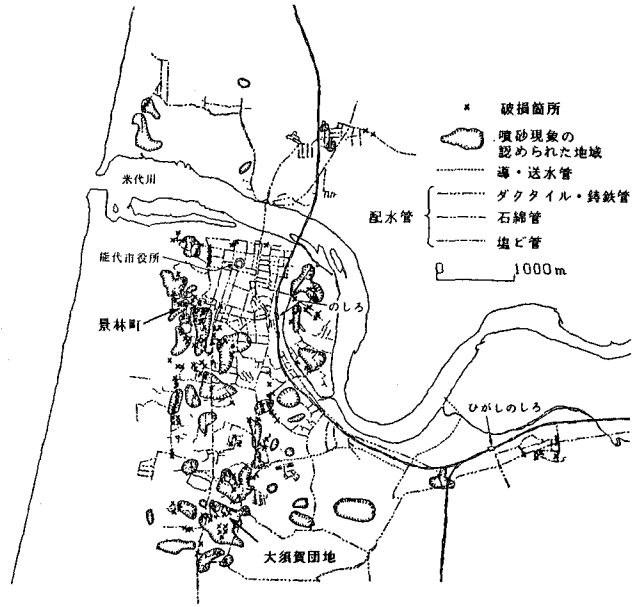 × 破損箇所
噴砂現象の
認められた地域
導・送水管
配水管
ダクタイル・鋳鉄管
石綿管
塩ビ管
0 1000m
米代川
能代市役所
のしろ
景林町
ひがしのしろ
大須賀団地